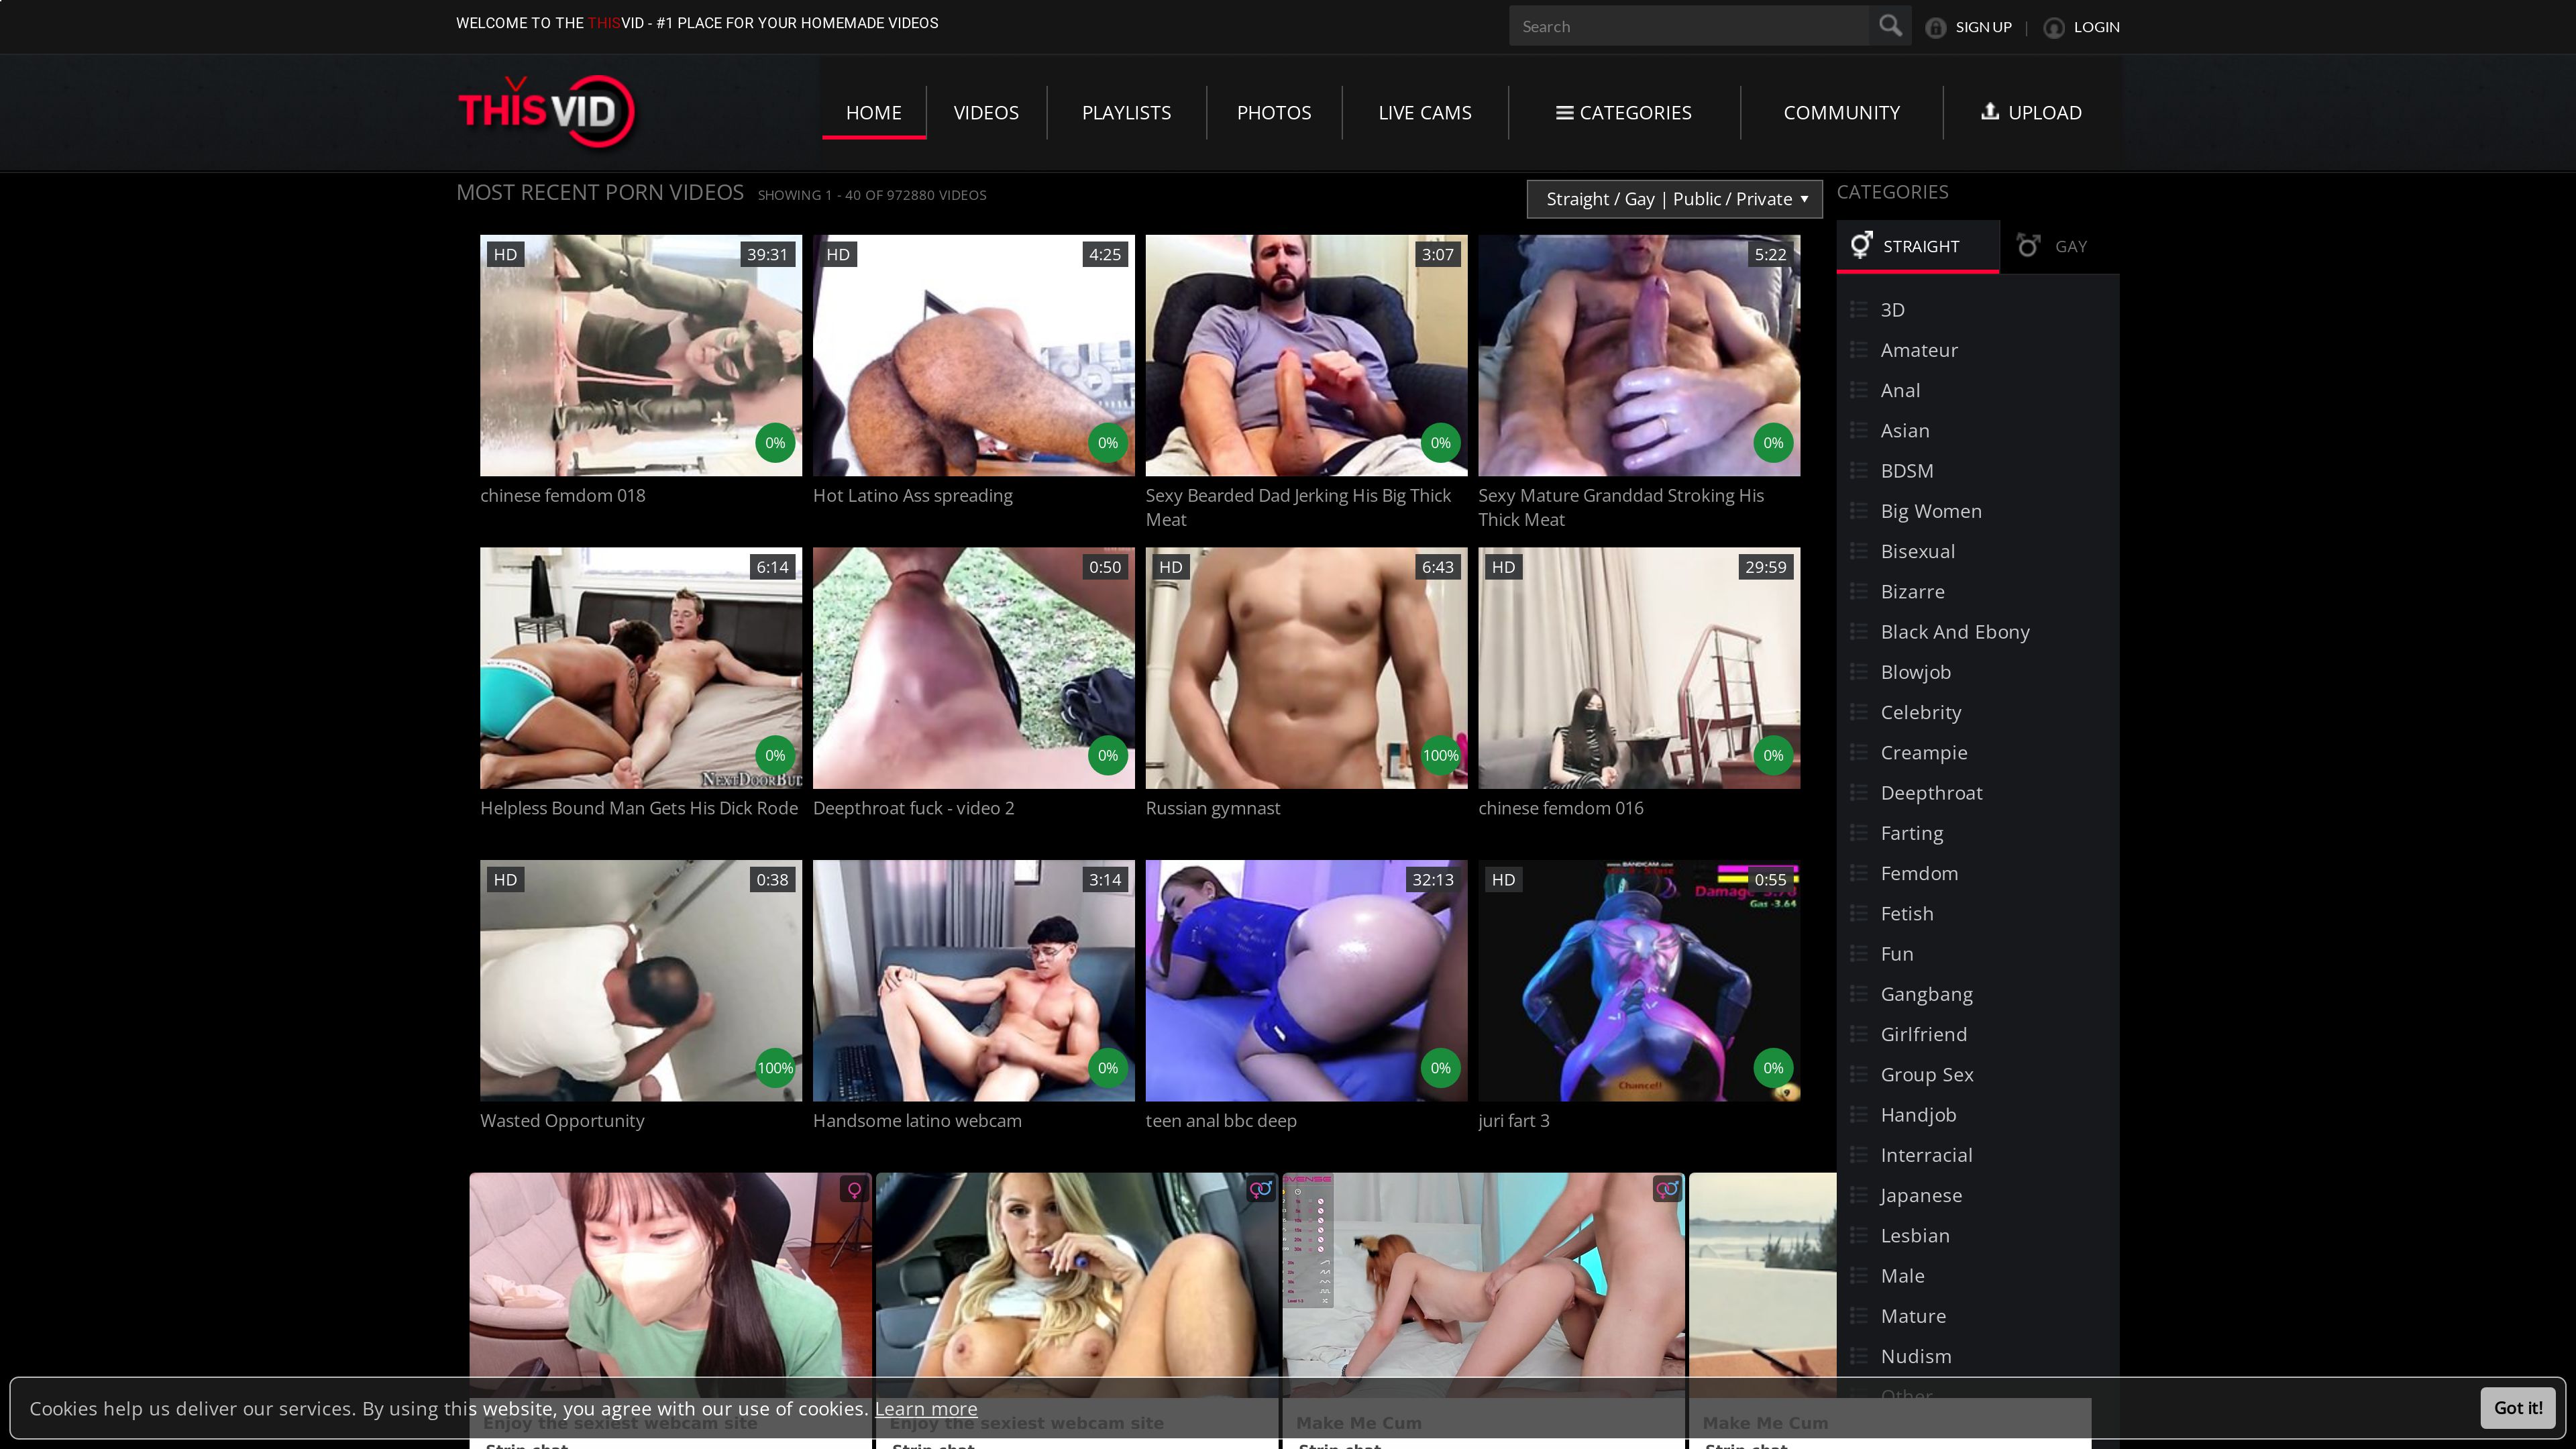 WELCOME TO THE THISVID - #1 PLACE FOR YOUR HOMEMADE VIDEOS
Search
SIGN UP | LOGIN
THISVID
HOME
VIDEOS
PLAYLISTS
PHOTOS
LIVE CAMS
CATEGORIES
COMMUNITY
UPLOAD
MOST RECENT PORN VIDEOS
SHOWING 1 - 40 OF 972880 VIDEOS
Straight / Gay | Public / Private
HD 39:31
0%
chinese femdom 018
HD 4:25
0%
Hot Latino Ass spreading
3:07
0%
Sexy Bearded Dad Jerking His Big Thick
Meat
5:22
0%
Sexy Mature Granddad Stroking His
Thick Meat
6:14
0%
Helpless Bound Man Gets His Dick Rode
0:50
0%
Deepthroat fuck - video 2
HD 6:43
100%
Russian gymnast
HD 29:59
0%
chinese femdom 016
HD 0:38
100%
Wasted Opportunity
3:14
0%
Handsome latino webcam
32:13
0%
teen anal bbc deep
HD 0:55
Damage
Gas -3.64
Chance!!
0%
juri fart 3
Enjoy the sexiest webcam site
Strip.chat
Enjoy the sexiest webcam site
Strip.chat
Make Me Cum
Strip.chat
Make Me Cum
Strip.chat
CATEGORIES
STRAIGHT
GAY
3D
Amateur
Anal
Asian
BDSM
Big Women
Bisexual
Bizarre
Black And Ebony
Blowjob
Celebrity
Creampie
Deepthroat
Farting
Femdom
Fetish
Fun
Gangbang
Girlfriend
Group Sex
Handjob
Interracial
Japanese
Lesbian
Male
Mature
Nudism
Other
Cookies help us deliver our services. By using this website, you agree with our use of cookies. Learn more
Got it!